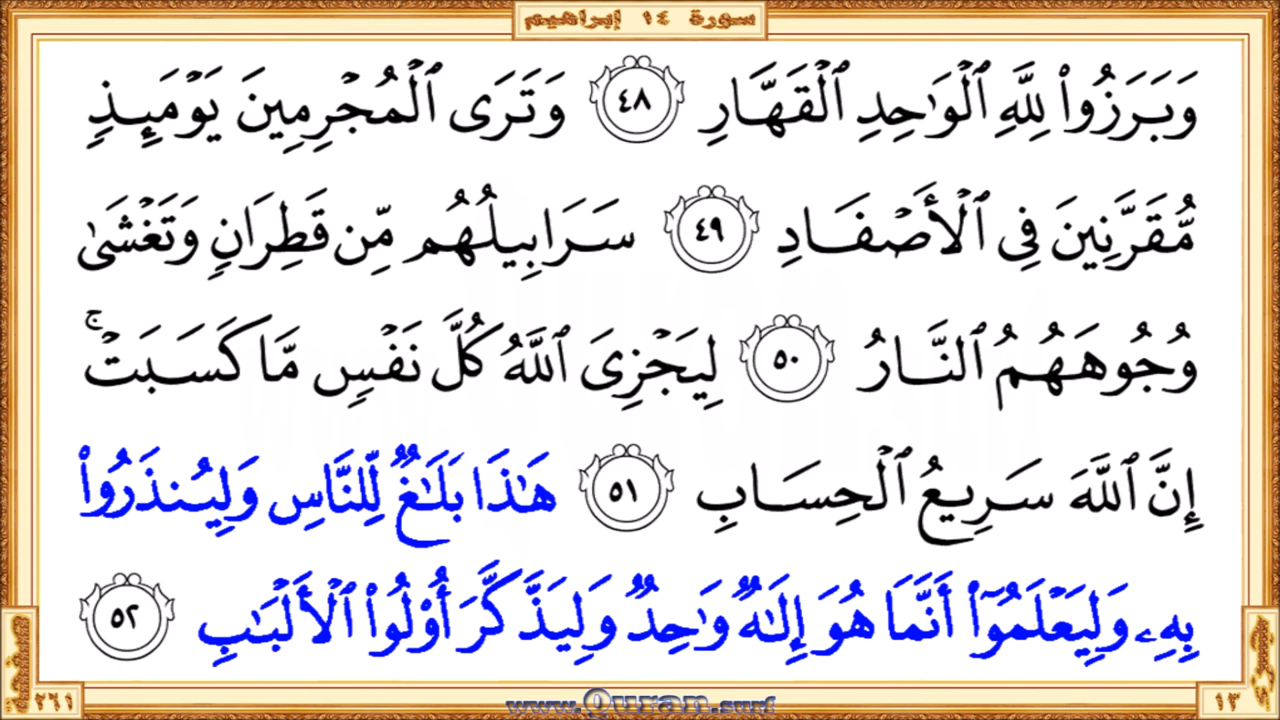 سورة ١٤ إبراهيم
وَبَرَزُوا۟ لِلَّهِ ٱلْوَٰحِدِ ٱلْقَهَّارِ ٤٨ وَتَرَى ٱلْمُجْرِمِينَ يَوْمَئِذٍ
مُّقَرَّنِينَ فِى ٱلْأَصْفَادِ ٤٩ سَرَابِيلُهُم مِّن قَطِرَانٍ وَتَغْشَىٰ
وُجُوهَهُمُ ٱلنَّارُ ٥٠ لِيَجْزِىَ ٱللَّهُ كُلَّ نَفْسٍ مَّا كَسَبَتْ ۚ
إِنَّ ٱللَّهَ سَرِيعُ ٱلْحِسَابِ ٥١ هَٰذَا بَلَٰغٌ لِّلنَّاسِ وَلِيُنذَرُوا۟
بِهِۦ وَلِيَعْلَمُوٓا۟ أَنَّمَا هُوَ إِلَٰهٌ وَٰحِدٌ وَلِيَذَّكَّرَ أُو۟لُوا۟ ٱلْأَلْبَٰبِ ٥٢
صفحة ٢٦١
www.Quran.surf
جزء ١٣